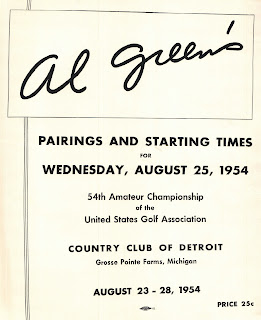 al green's
PAIRINGS AND STARTING TIMES
FOR
WEDNESDAY, AUGUST 25, 1954
54th Amateur Championship
of the
United States Golf Association
COUNTRY CLUB OF DETROIT
Grosse Pointe Farms, Michigan
AUGUST 23 - 28, 1954
PRICE 25c